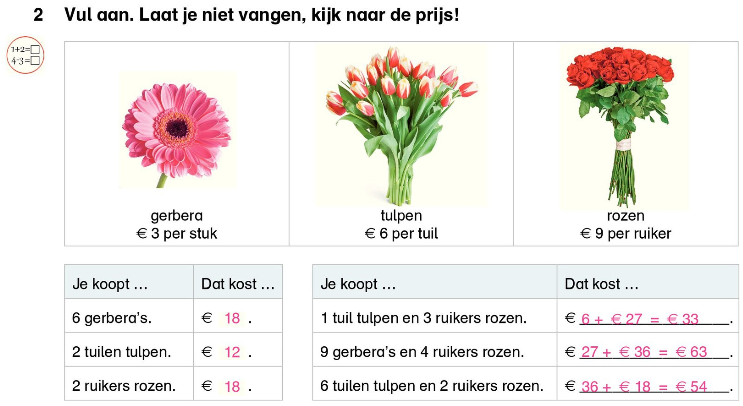 2 Vul aan. Laat je niet vangen, kijk naar de prijs!
1+2=□
4·3=□
gerbera
€ 3 per stuk
tulpen
€ 6 per tuil
rozen
€ 9 per ruiker
Je koopt ... Dat kost ...
6 gerbera's. € 18 .
2 tuilen tulpen. € 12 .
2 ruikers rozen. € 18 .
Je koopt ... Dat kost ...
1 tuil tulpen en 3 ruikers rozen. € 6 + € 27 = € 33 .
9 gerbera's en 4 ruikers rozen. € 27 + € 36 = € 63 .
6 tuilen tulpen en 2 ruikers rozen. € 36 + € 18 = € 54 .